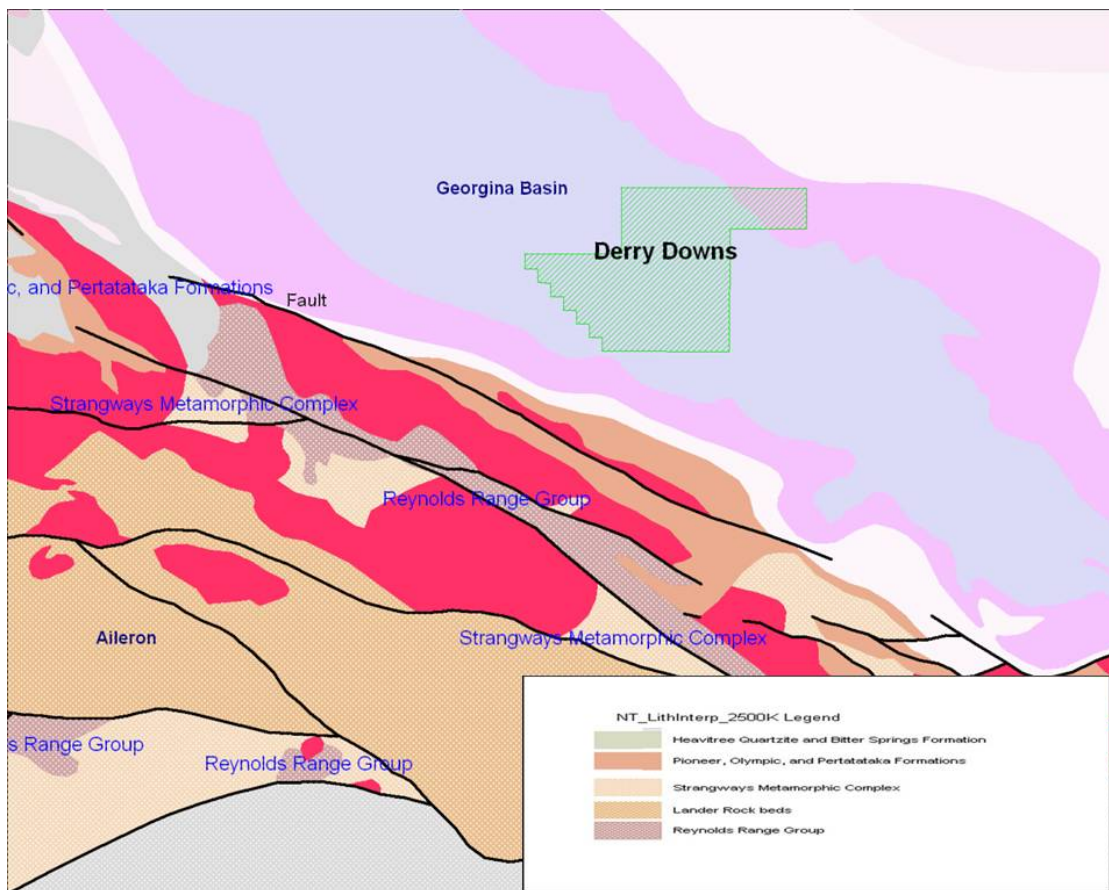 Georgina Basin
Derry Downs
c, and Pertatataka Formations
Fault
Strangways Metamorphic Complex
Reynolds Range Group
Aileron
Strangways Metamorphic Complex
s Range Group
Reynolds Range Group
NT_LithInterp_2500K Legend
Heavitree Quartzite and Bitter Springs Formation
Pioneer, Olympic, and Pertatataka Formations
Strangways Metamorphic Complex
Lander Rock beds
Reynolds Range Group